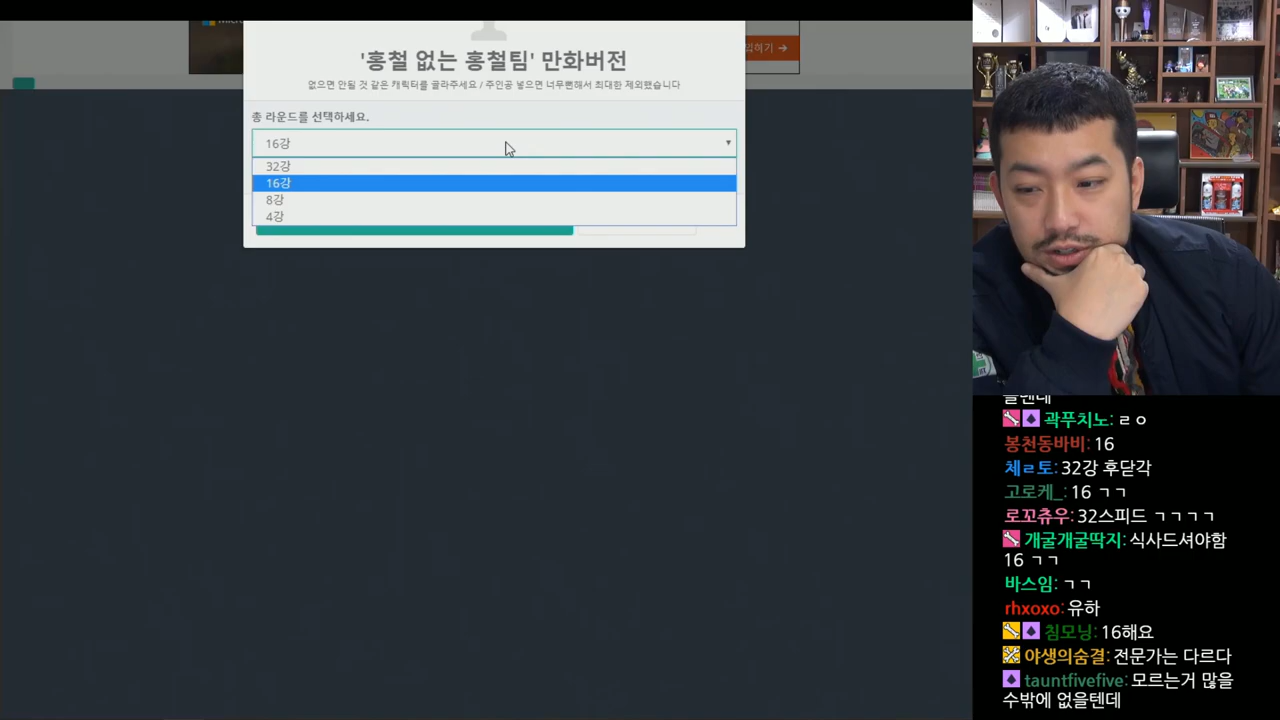 '홍철 없는 홍철팀' 만화버전
없으면 안될 것 같은 캐릭터를 골라주세요 / 주인공 넣으면 너무뻔해서 최대한 제외했습니다
총 라운드를 선택하세요.
16강
32강
16강
8강
4강
곽푸치노: ㄹㅇ
봉천동바비: 16
체ㄹ토: 32강 후닫각
고로케_: 16 ㄱㄱ
로꼬츄우: 32스피드 ㄱㄱㄱㄱ
개굴개굴딱지: 식사드셔야함
16 ㄱㄱ
바스임: ㄱㄱ
rhxoxo: 유하
침모닝: 16해요
야생의숨결: 전문가는 다르다
tauntfivefive: 모르는거 많을
수밖에 없을텐데